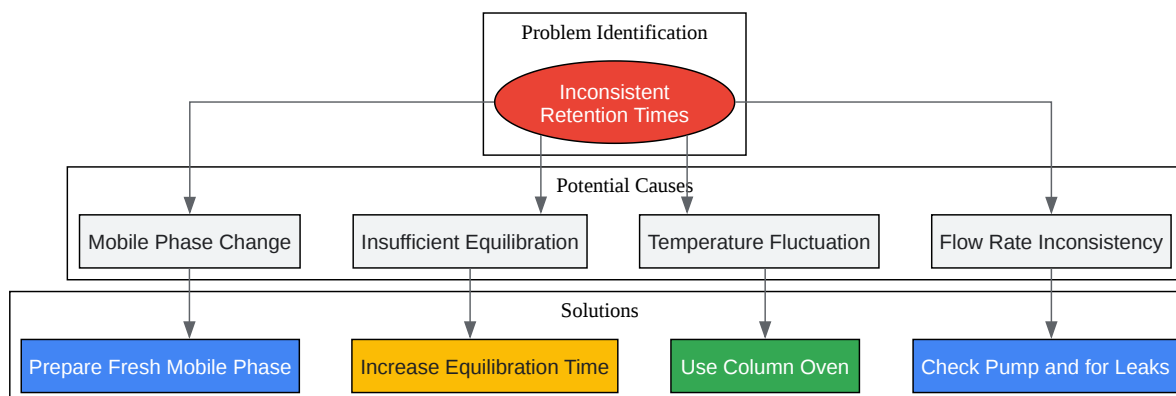 Problem Identification
Inconsistent
Retention Times
Potential Causes
Mobile Phase Change
Insufficient Equilibration
Temperature Fluctuation
Flow Rate Inconsistency
Solutions
Prepare Fresh Mobile Phase
Increase Equilibration Time
Use Column Oven
Check Pump and for Leaks